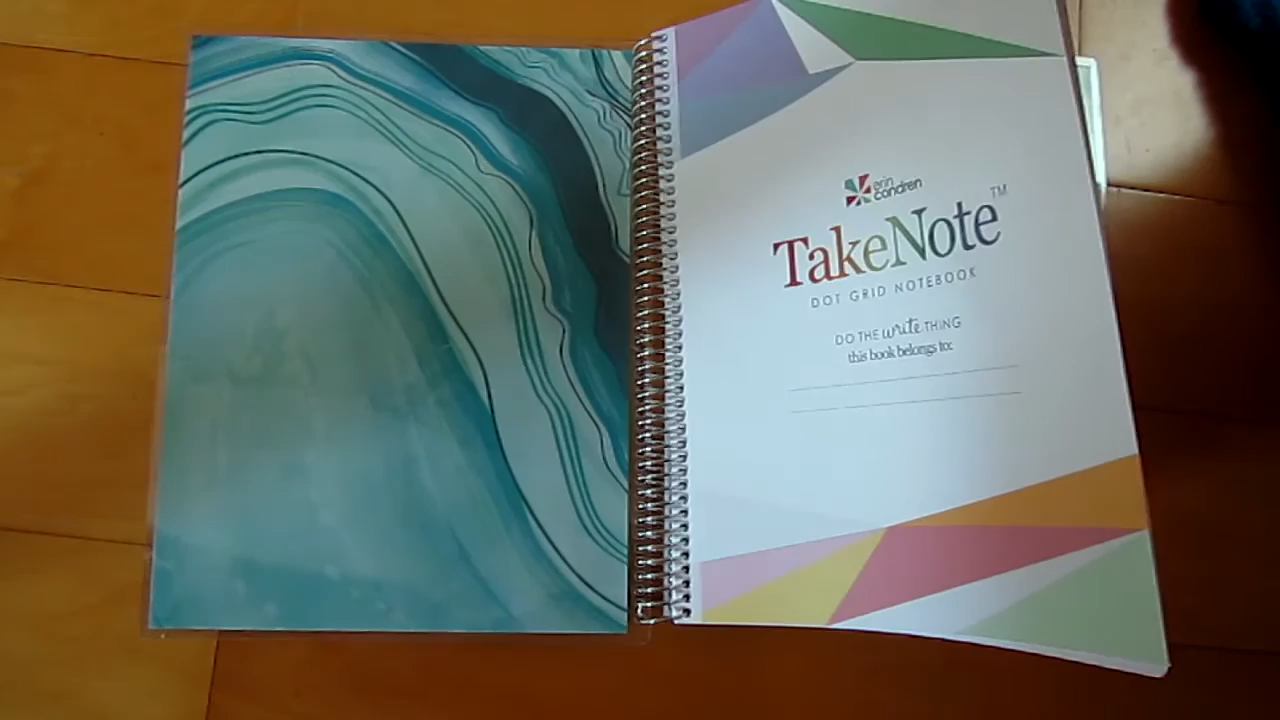 erin
condren
TakeNote™
DOT GRID NOTEBOOK
DO THE write THING
this book belongs to: